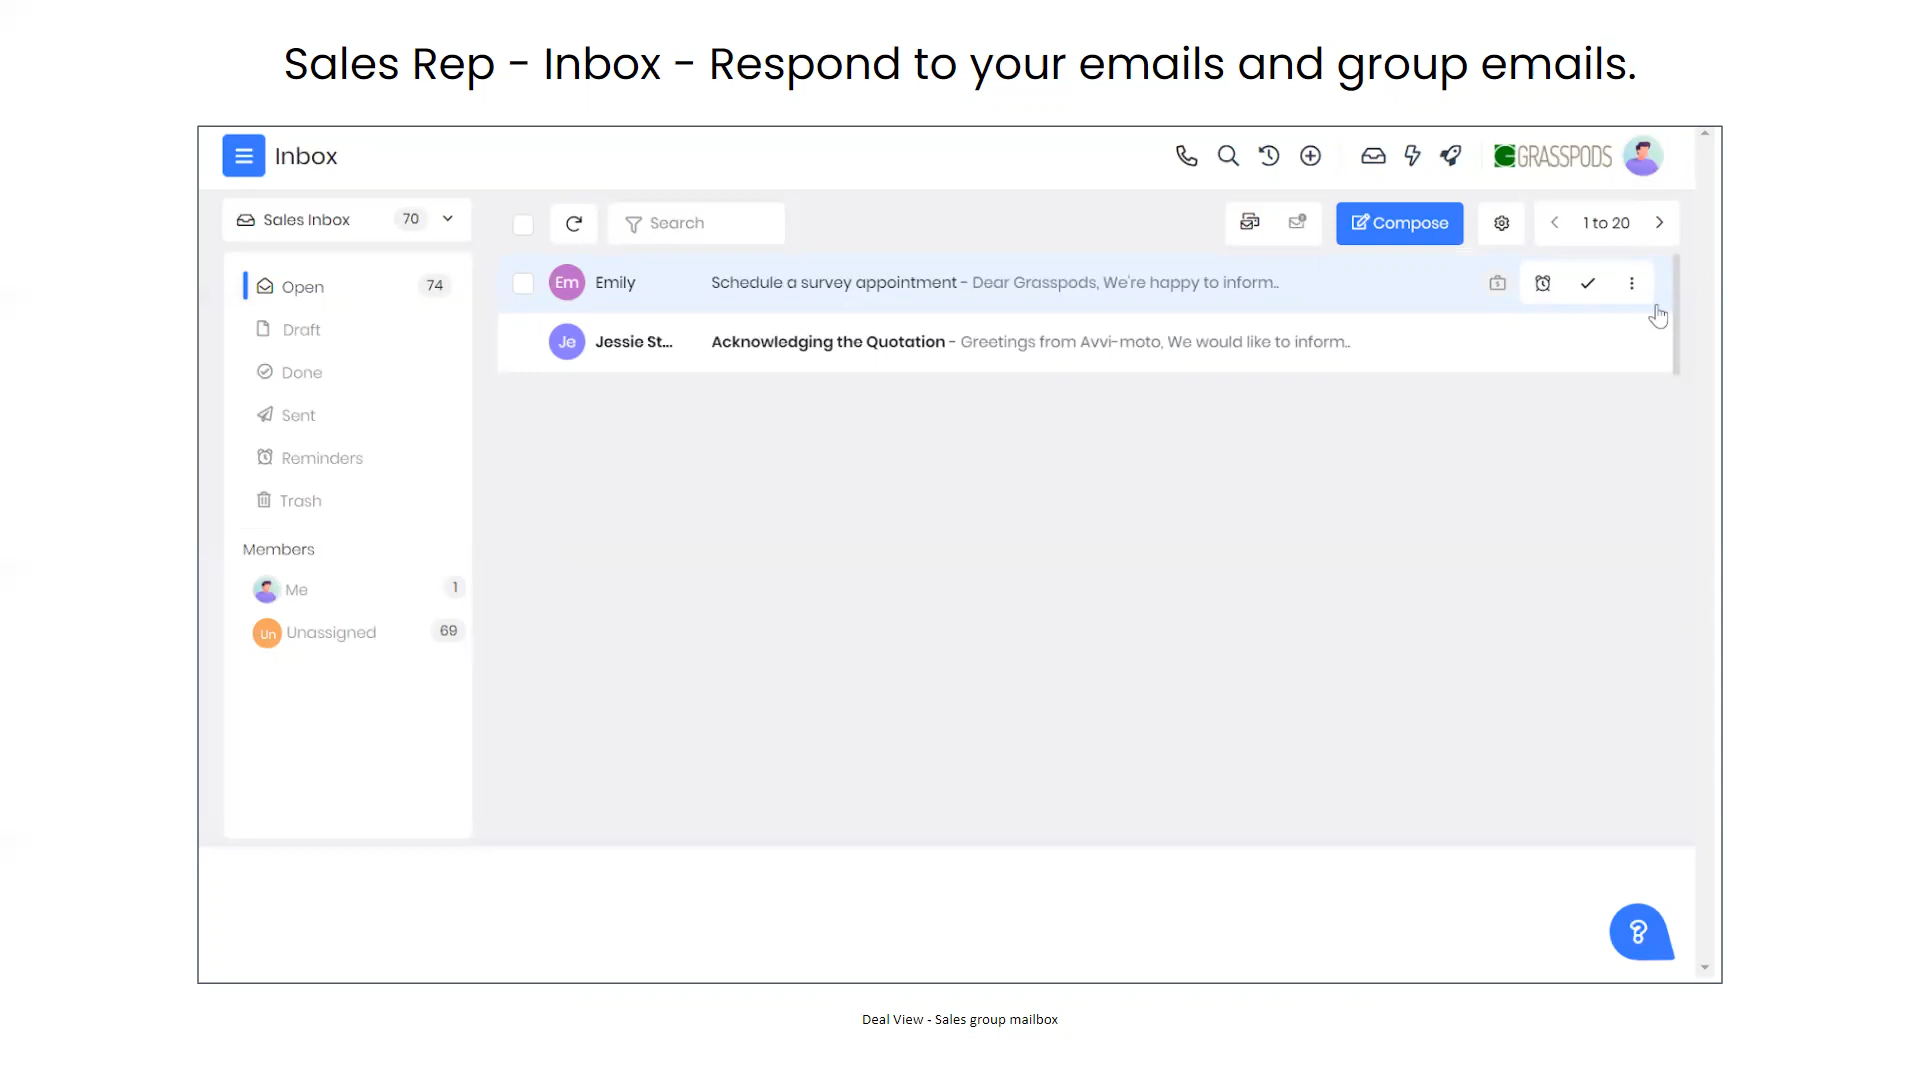 Sales Rep - Inbox - Respond to your emails and group emails.
Inbox
GRASSPODS
Sales Inbox 70
Search
Compose
1 to 20
Open 74
Draft
Done
Sent
Reminders
Trash
Members
Me 1
Un Unassigned 69
Em Emily Schedule a survey appointment - Dear Grasspods, We're happy to inform..
Je Jessie St... Acknowledging the Quotation - Greetings from Avvi-moto, We would like to inform..
?
Deal View - Sales group mailbox